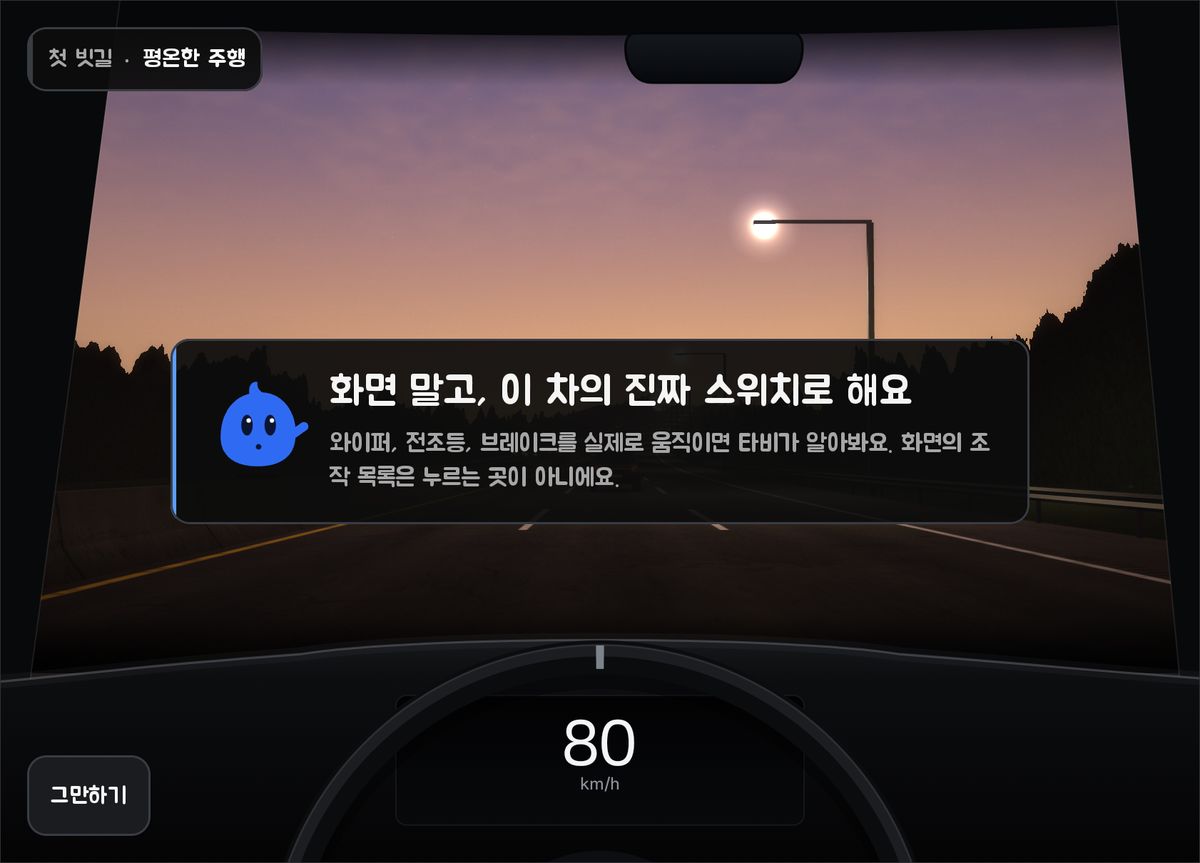 첫 빗길 · 평온한 주행
화면 말고, 이 차의 진짜 스위치로 해요
와이퍼, 전조등, 브레이크를 실제로 움직이면 타비가 알아봐요. 화면의 조
작 목록은 누르는 곳이 아니에요.
80
km/h
그만하기